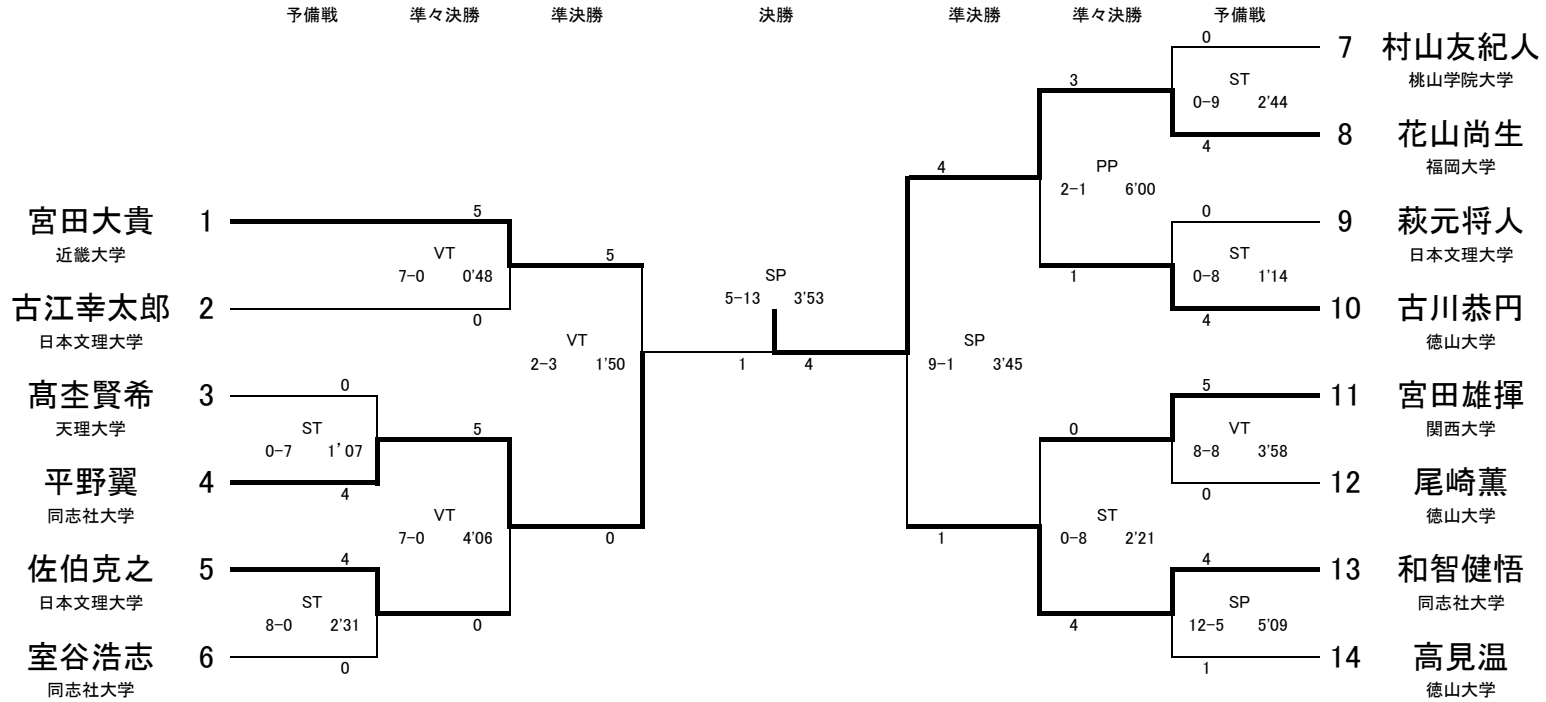 予備戦 準々決勝 準決勝 決勝 準決勝 準々決勝 予備戦
宮田大貴 1
近畿大学
古江幸太郎 2
日本文理大学
髙杢賢希 3
天理大学
平野翼 4
同志社大学
佐伯克之 5
日本文理大学
室谷浩志 6
同志社大学
0
ST
0-7 1'07
4
4
ST
8-0 2'31
0
5
VT
7-0 0'48
0
5
VT
7-0 4'06
0
5
VT
2-3 1'50
0
SP
5-13 3'53
1 4
4
SP
9-1 3'45
1
3
PP
2-1 6'00
1
0
ST
0-8 2'21
4
0
ST
0-9 2'44
4
0
ST
0-8 1'14
4
5
VT
8-8 3'58
0
4
SP
12-5 5'09
1
7 村山友紀人
桃山学院大学
8 花山尚生
福岡大学
9 萩元将人
日本文理大学
10 古川恭円
徳山大学
11 宮田雄揮
関西大学
12 尾崎薫
徳山大学
13 和智健悟
同志社大学
14 高見温
徳山大学